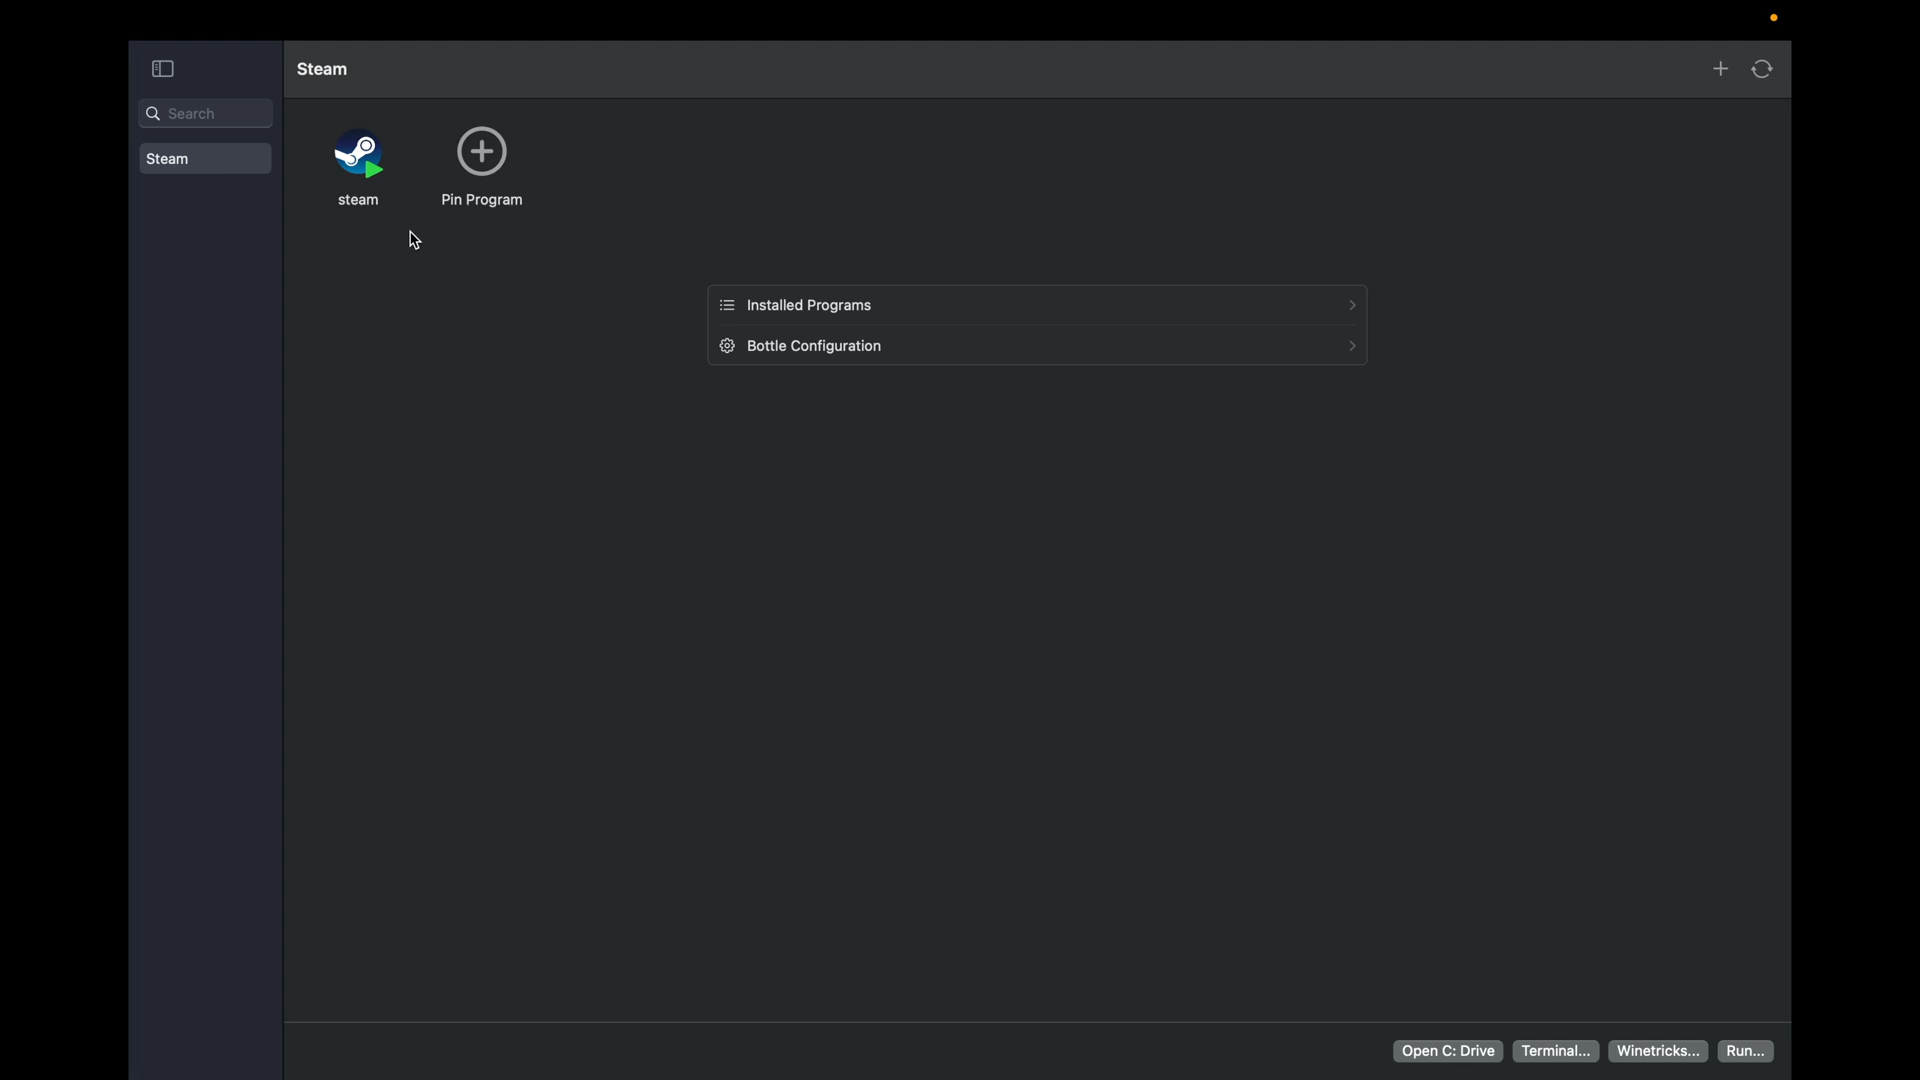 Steam
Search
Steam
steam
Pin Program
Installed Programs
Bottle Configuration
Open C: Drive
Terminal...
Winetricks...
Run...